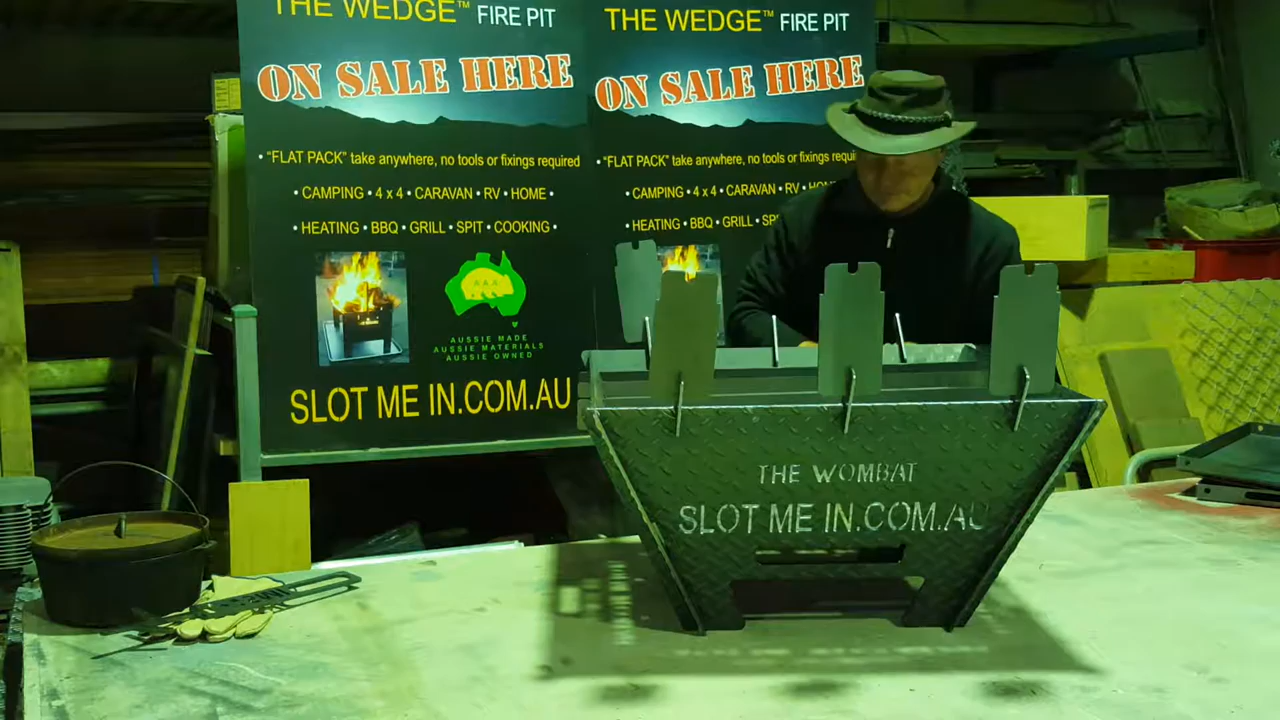 THE WEDGE™ FIRE PIT
ON SALE HERE
• "FLAT PACK" take anywhere, no tools or fixings required
• CAMPING • 4 x 4 • CARAVAN • RV • HOME •
• HEATING • BBQ • GRILL • SPIT • COOKING •
AAA
AUSSIE MADE
AUSSIE MATERIALS
AUSSIE OWNED
SLOT ME IN.COM.AU
THE WEDGE™ FIRE PIT
ON SALE HERE
• "FLAT PACK" take anywhere, no tools or fixings requi
• CAMPING • 4 x 4 • CARAVAN • RV • HOM
• HEATING • BBQ • GRILL • SP
THE WOMBAT
SLOT ME IN.COM.AU